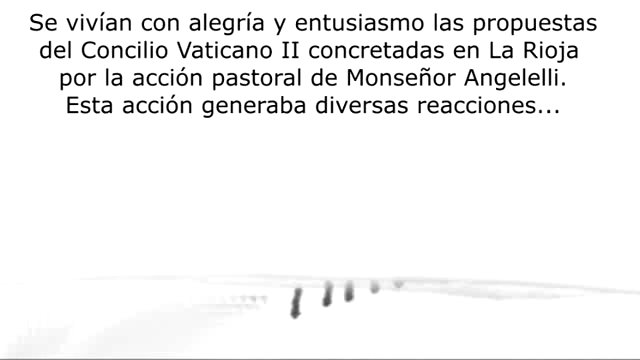 Se vivían con alegría y entusiasmo las propuestas
del Concilio Vaticano II concretadas en La Rioja
por la acción pastoral de Monseñor Angelelli.
Esta acción generaba diversas reacciones...